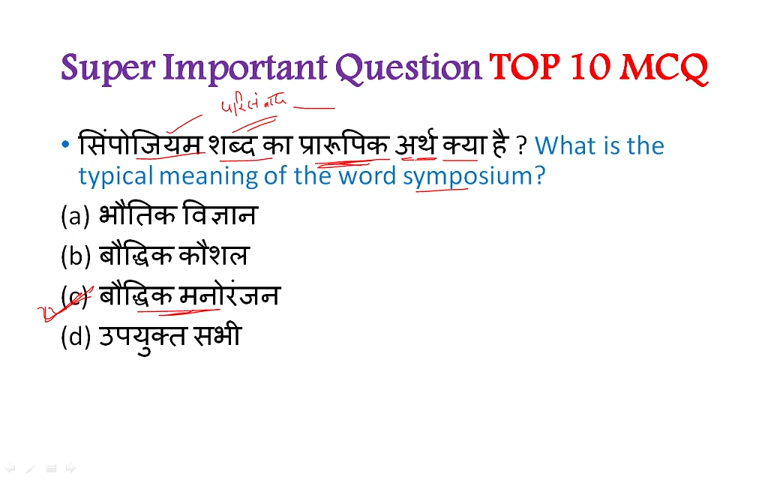 Super Important Question TOP 10 MCQ
• सिंपोजियम शब्द का प्रारूपिक अर्थ क्या है ? What is the
typical meaning of the word symposium?
(a) भौतिक विज्ञान
(b) बौद्धिक कौशल
(c) बौद्धिक मनोरंजन
(d) उपयुक्त सभी